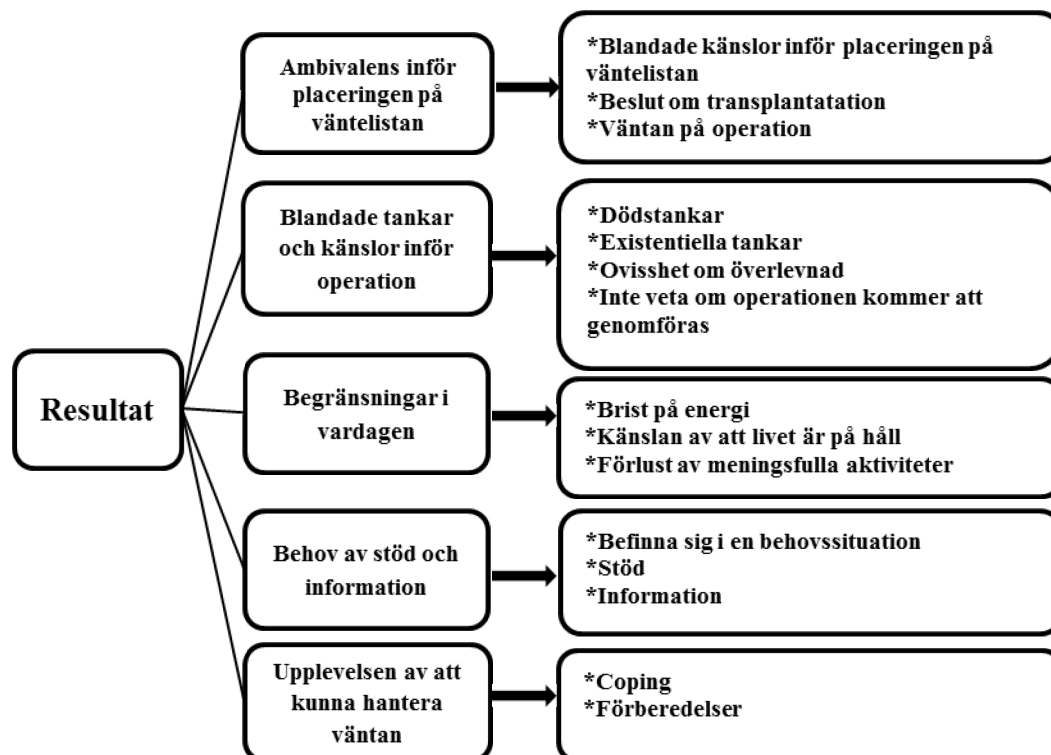 Resultat
Ambivalens inför
placeringen på
väntelistan
*Blandade känslor inför placeringen på
väntelistan
*Beslut om transplantatation
*Väntan på operation
Blandade tankar
och känslor inför
operation
*Dödstankar
*Existentiella tankar
*Ovisshet om överlevnad
*Inte veta om operationen kommer att
genomföras
Begränsningar i
vardagen
*Brist på energi
*Känslan av att livet är på håll
*Förlust av meningsfulla aktiviteter
Behov av stöd och
information
*Befinna sig i en behovssituation
*Stöd
*Information
Upplevelsen av att
kunna hantera
väntan
*Coping
*Förberedelser